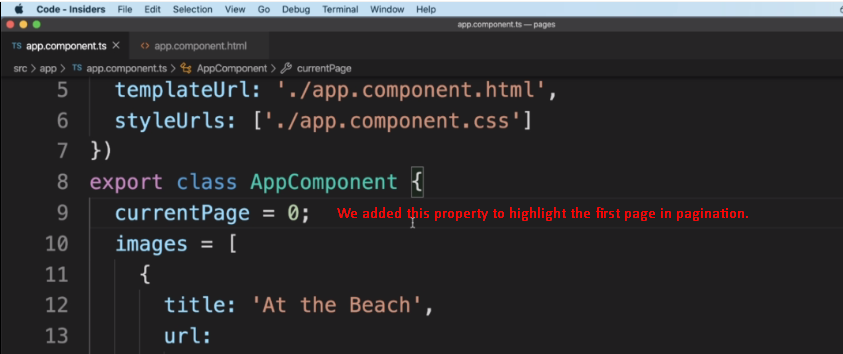 Code - Insiders File Edit Selection View Go Debug Terminal Window Help
app.component.ts — pages
TS app.component.ts × <> app.component.html
src > app > TS app.component.ts > AppComponent > currentPage
5 templateUrl: './app.component.html',
6 styleUrls: ['./app.component.css']
7 })
8 export class AppComponent {
9 currentPage = 0; We added this property to highlight the first page in pagination.
10 images = [
11 {
12 title: 'At the Beach',
13 url: